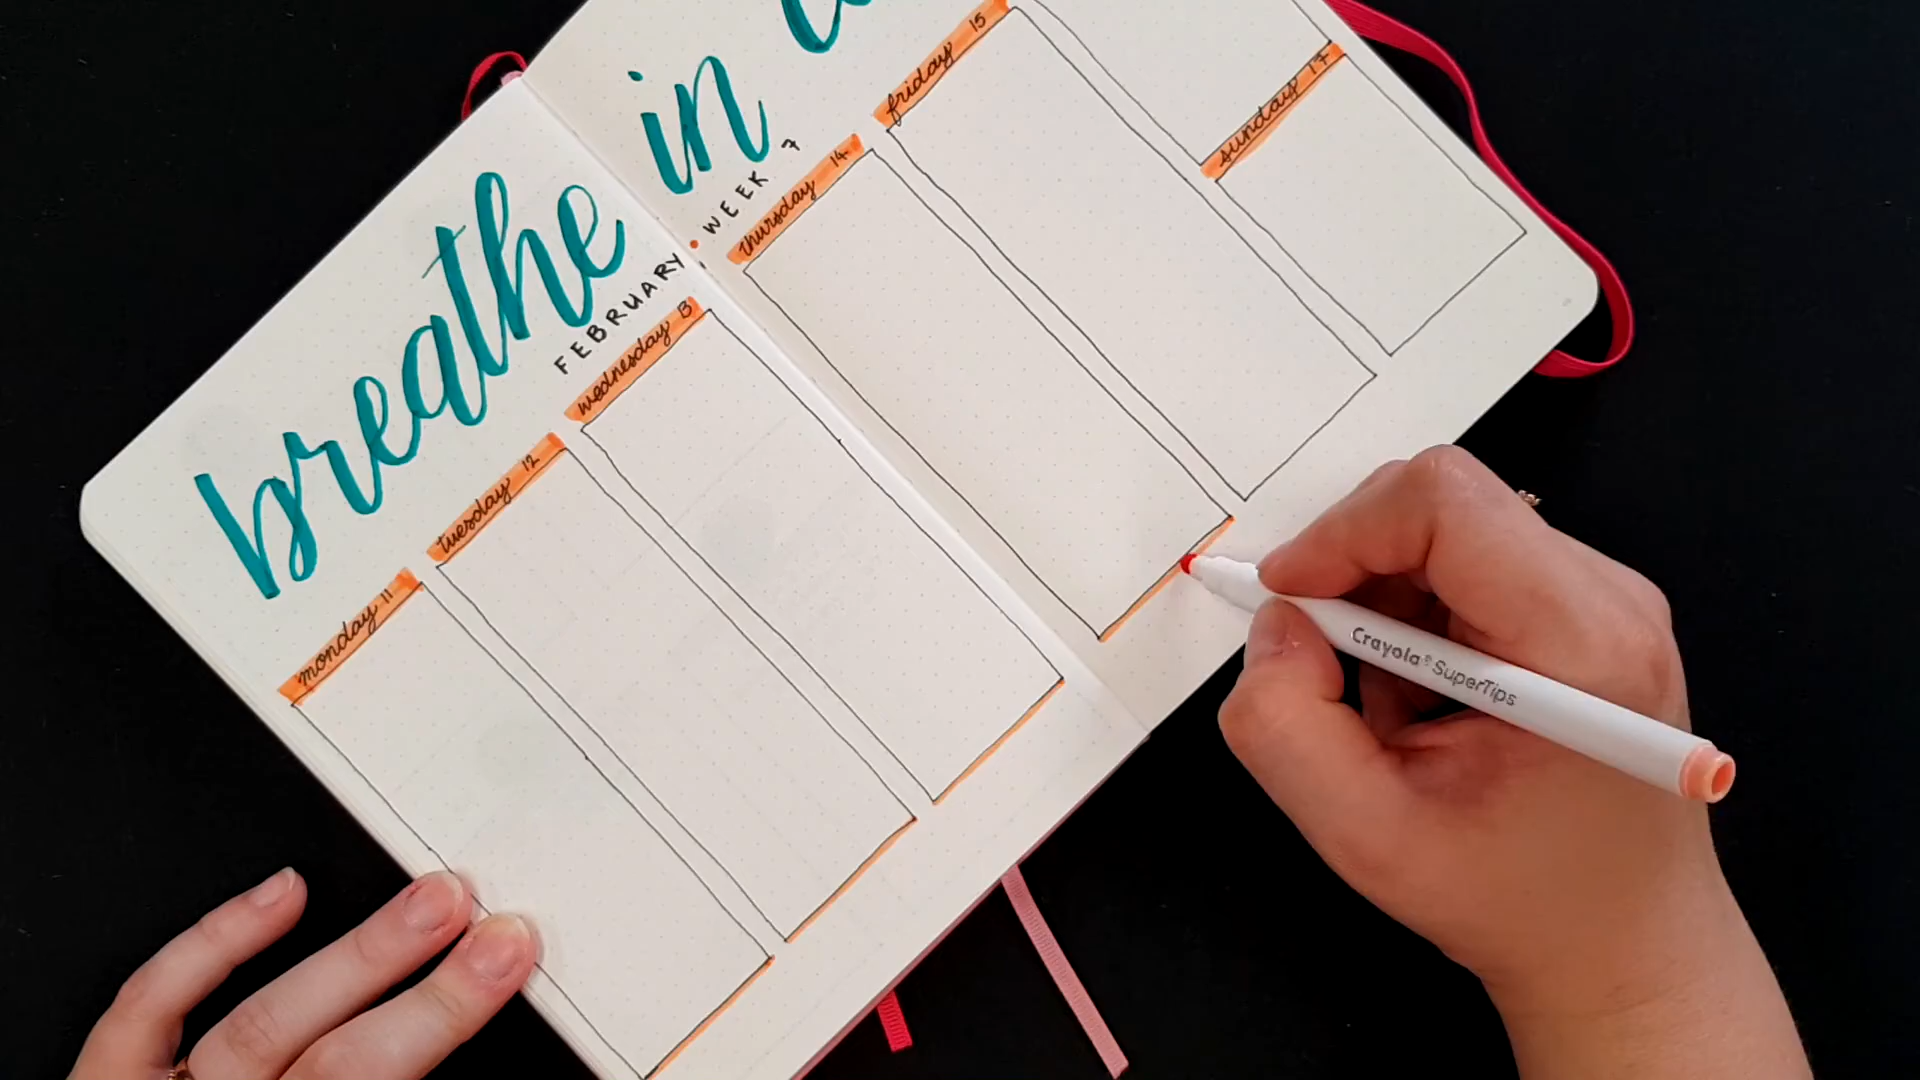 breathe in
FEBRUARY • WEEK 7
monday 11
tuesday 12
wednesday 13
thursday 14
friday 15
sunday 17
Crayola® SuperTips